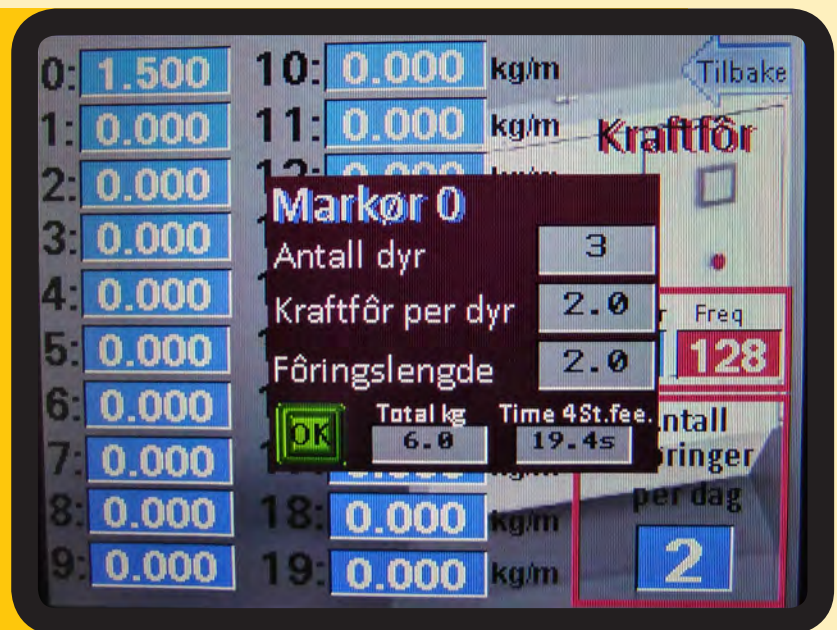 0: 1.500 10: 0.000 kg/m Tilbake
1: 0.000 11: 0.000 kg/m Kraftfôr
2: 0.000 12: 0.000
Markør 0
3: 0.000
Antall dyr 3
4: 0.000
Kraftfôr per dyr 2.0 Freq
5: 0.000 128
Fôringslengde 2.0
6: 0.000 Total kg Time 4St.fee.
OK 6.0 19.4s
7: 0.000
per dag
8: 0.000 18: 0.000 kg/m
9: 0.000 19: 0.000 kg/m 2